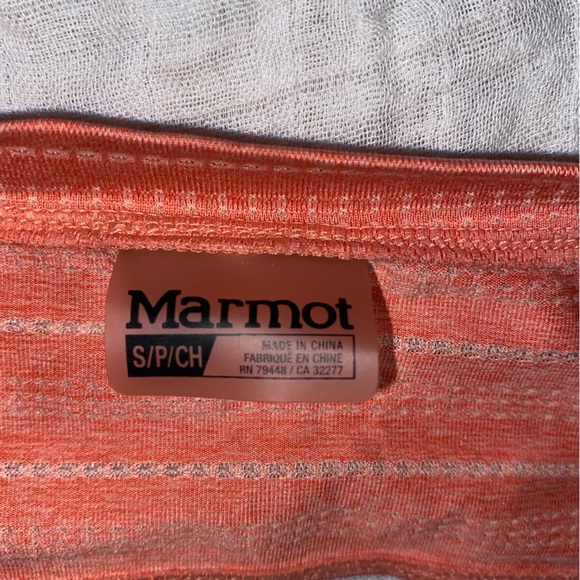 Marmot
S/P/CH
MADE IN CHINA
FABRIQUÉ EN CHINE
RN 79448 / CA 32277